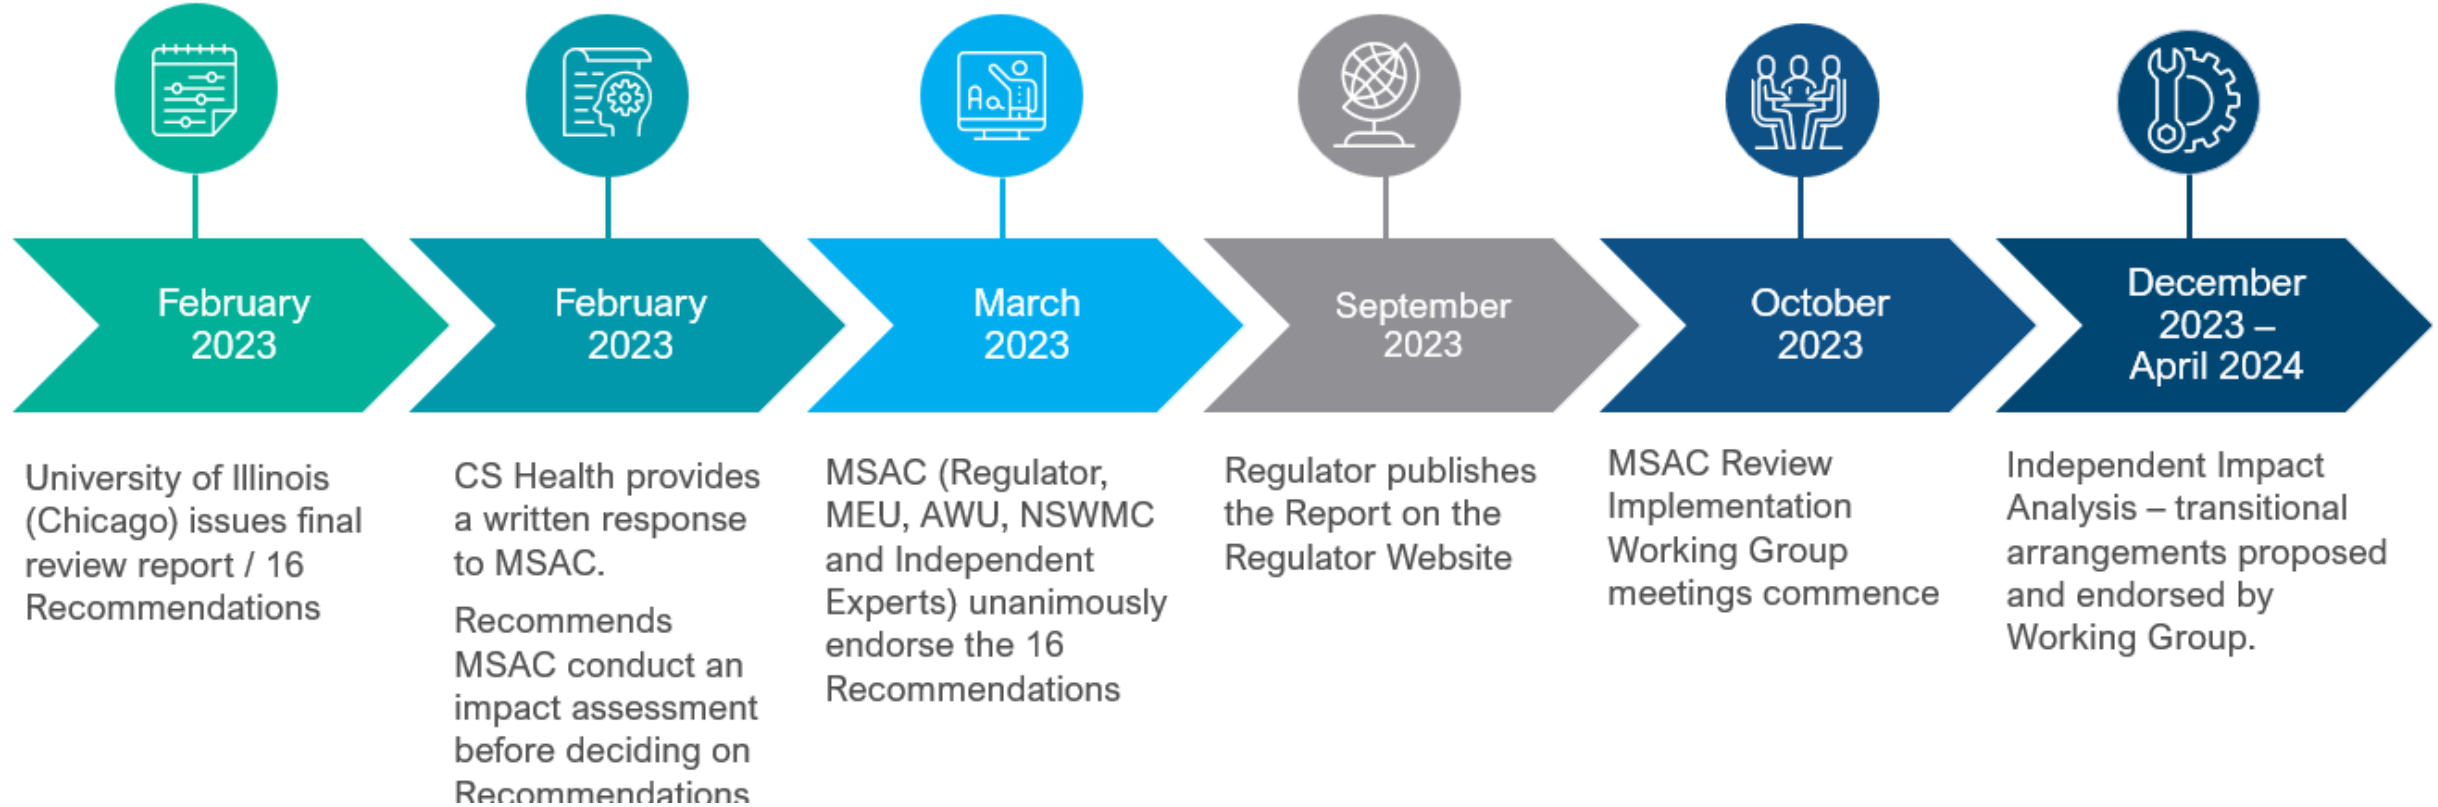 February
2023
February
2023
March
2023
September
2023
October
2023
December
2023 –
April 2024
University of Illinois
(Chicago) issues final
review report / 16
Recommendations
CS Health provides
a written response
to MSAC.
Recommends
MSAC conduct an
impact assessment
before deciding on
Recommendations
MSAC (Regulator,
MEU, AWU, NSWMC
and Independent
Experts) unanimously
endorse the 16
Recommendations
Regulator publishes
the Report on the
Regulator Website
MSAC Review
Implementation
Working Group
meetings commence
Independent Impact
Analysis – transitional
arrangements proposed
and endorsed by
Working Group.
Aa